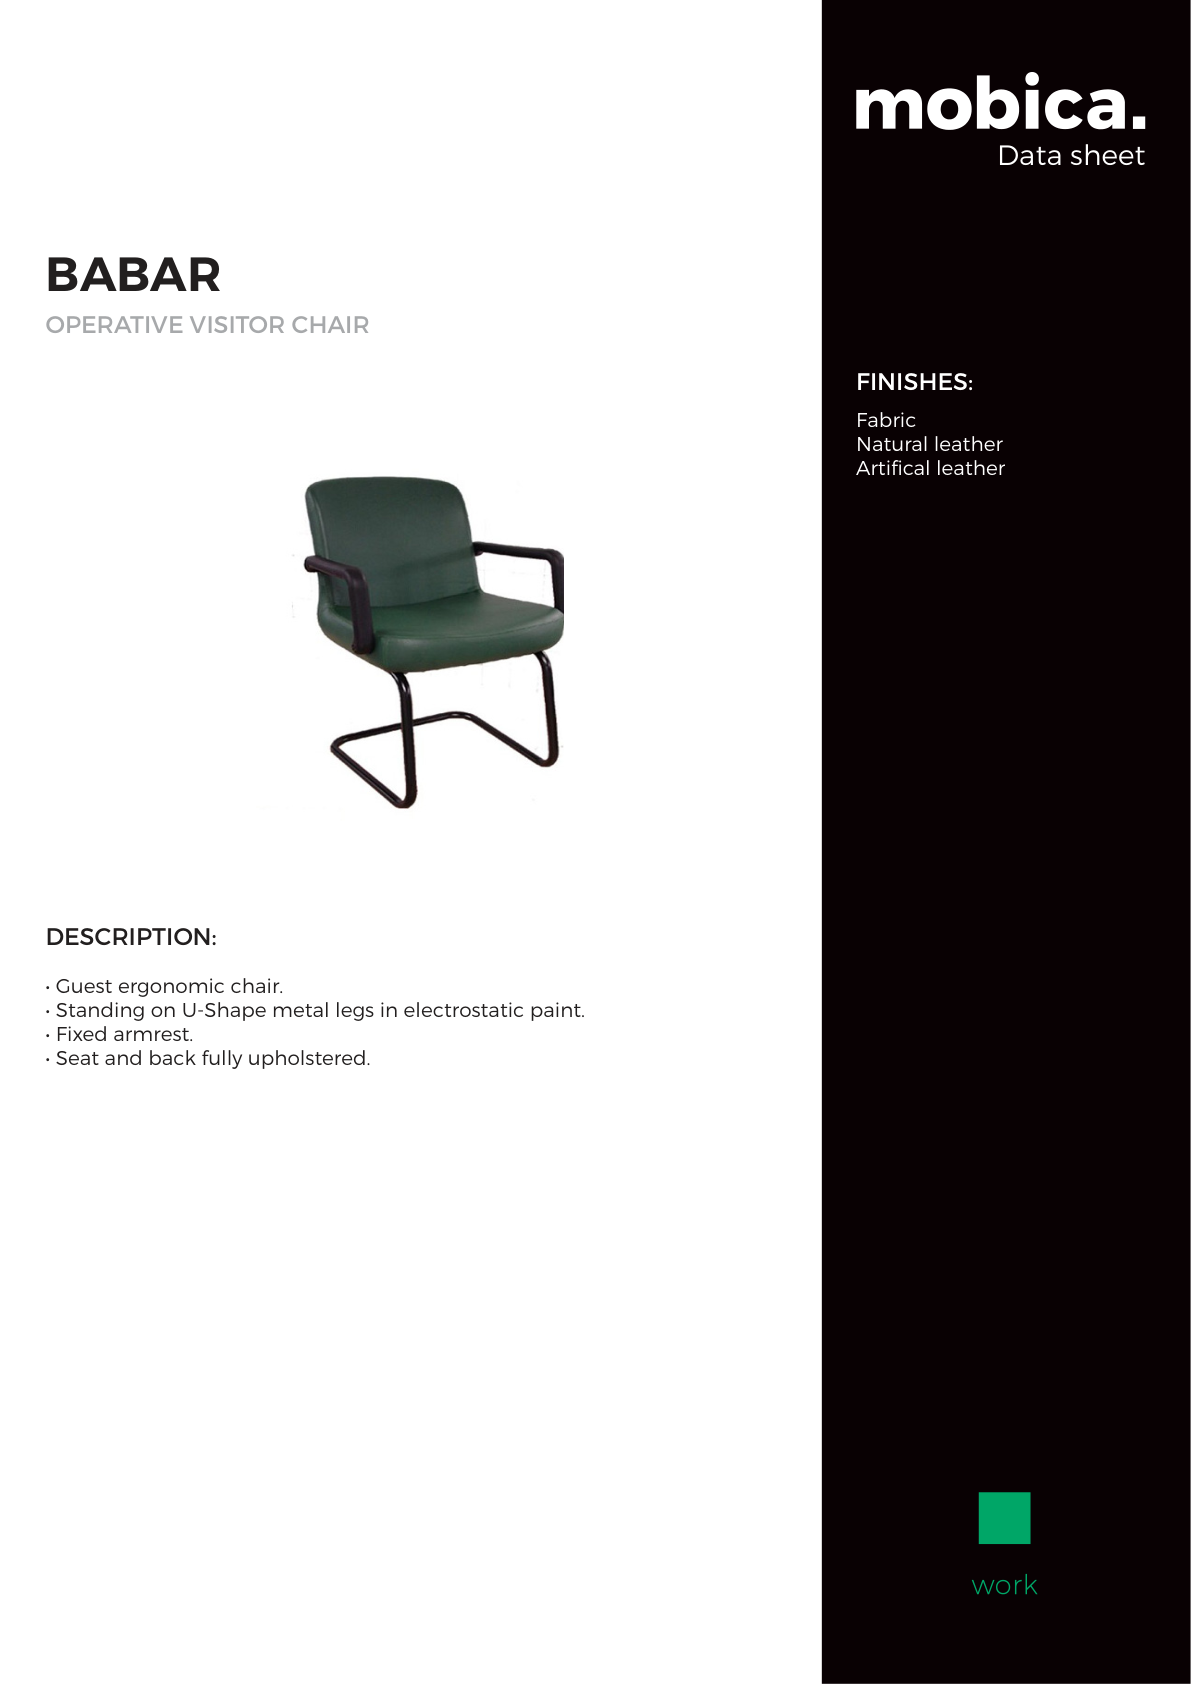 mobica.
Data sheet
BABAR
OPERATIVE VISITOR CHAIR
FINISHES:
Fabric
Natural leather
Artifical leather
DESCRIPTION:
• Guest ergonomic chair.
• Standing on U-Shape metal legs in electrostatic paint.
• Fixed armrest.
• Seat and back fully upholstered.
work